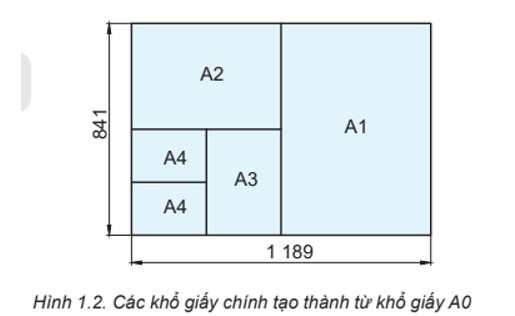 A2
A1
841
A4
A3
A4
1 189
Hình 1.2. Các khổ giấy chính tạo thành từ khổ giấy A0